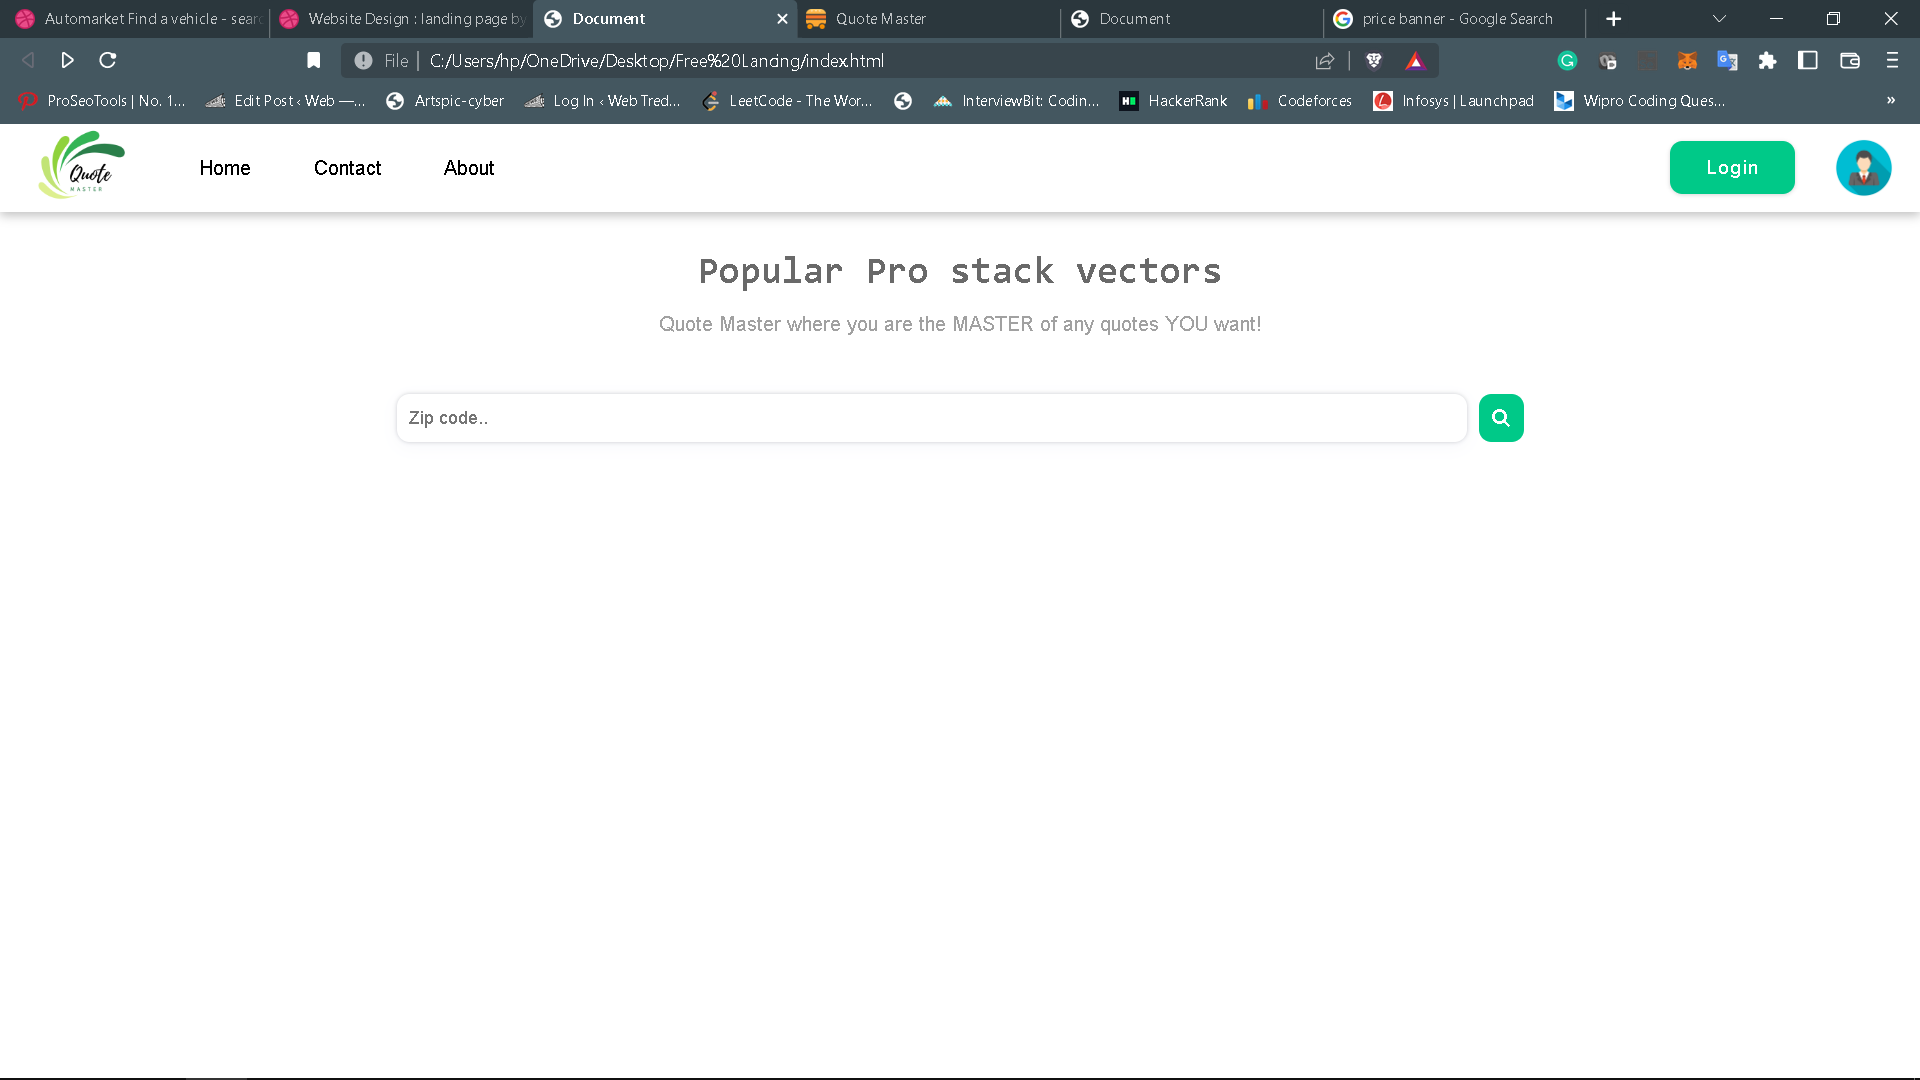 Automarket Find a vehicle - searc
Website Design : landing page by
Document
Quote Master
Document
price banner - Google Search
File
C:/Users/hp/OneDrive/Desktop/Free%20Lancing/index.html
ProSeoTools | No. 1...
Edit Post ‹ Web —...
Artspic-cyber
Log In ‹ Web Tred...
LeetCode - The Wor...
InterviewBit: Codin...
HackerRank
Codeforces
Infosys | Launchpad
Wipro Coding Ques...
»
Quote
MASTER
Home
Contact
About
Login
Popular Pro stack vectors
Quote Master where you are the MASTER of any quotes YOU want!
Zip code..